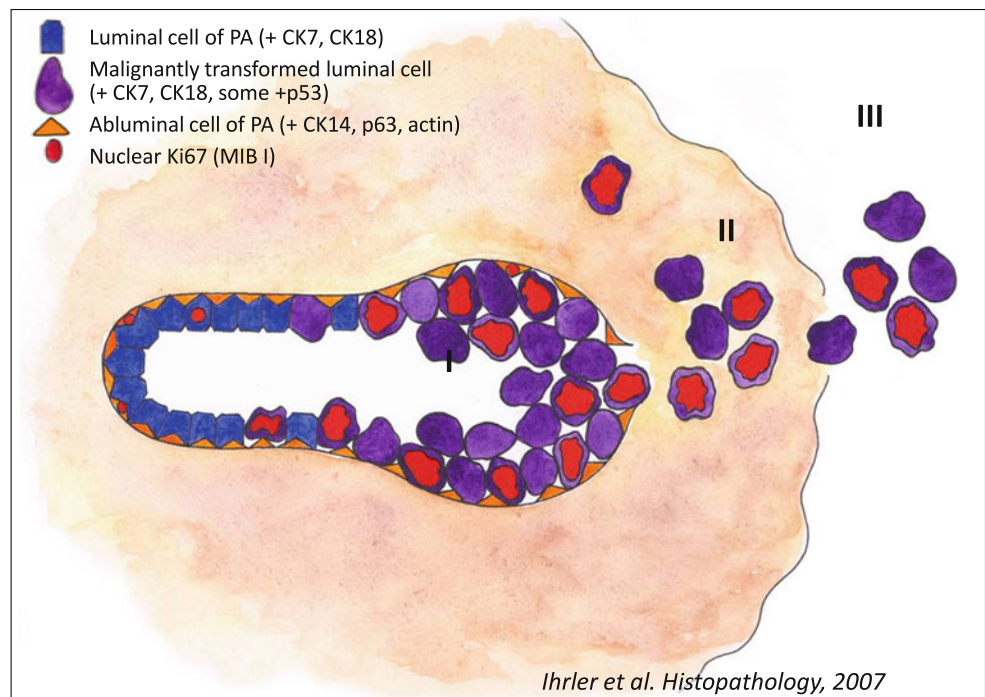 Luminal cell of PA (+ CK7, CK18)
Malignantly transformed luminal cell
(+ CK7, CK18, some +p53)
Abluminal cell of PA (+ CK14, p63, actin)
Nuclear Ki67 (MIB I)
III
II
I
Ihrler et al. Histopathology, 2007